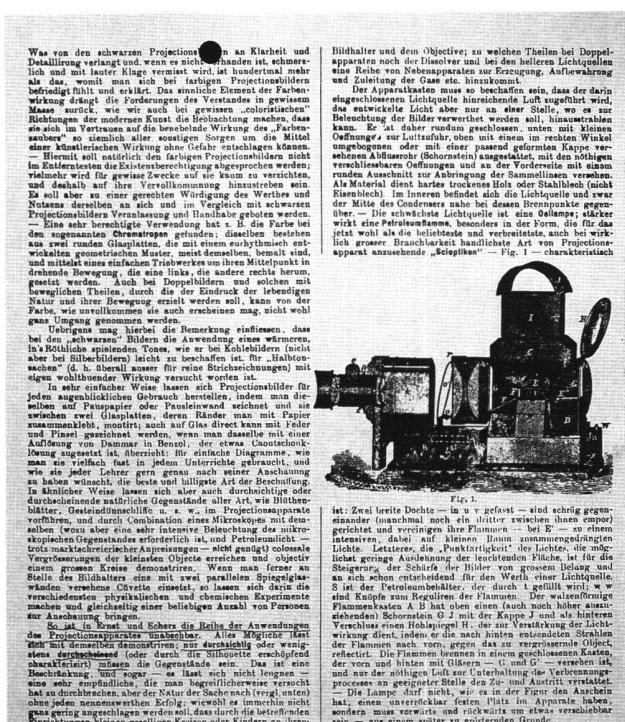 Was von den schwarzen Projections an Klarheit und
Detaillirung verlangt und, wenn es nicht vorhanden ist, schmerz-
lich und mit lauter Klage vermisst wird, ist hundertmal mehr
als das, womit man sich bei farbigen Projectionsbildern
befriedigt fühlt und erklärt. Das sinnliche Element der Farben-
wirkung drängt die Forderungen des Verstandes in gewissem
Masse zurück, wie wir auch bei gewissen „coloristischen"
Richtungen der modernen Kunst die Beobachtung machen, dass
sie sich im Vertrauen auf die benebelnde Wirkung des „Farben-
zaubers" so ziemlich aller sonstigen Sorgen um die Mittel
einer künstlerischen Wirkung ohne Gefahr entschlagen können.
— Hiermit soll natürlich den farbigen Projectionsbildern nicht
im Entferntesten die Existensberechtigung abgesprochen werden;
vielmehr wird für gewisse Zwecke auf sie kaum zu verzichten,
und deshalb auf ihre Vervollkommnung hinzustreben sein.
Es soll aber zu einer gerechten Würdigung des Werthes und
Nutzens derselben an sich und im Vergleich mit schwarzen
Projectionsbildern Veranlassung und Handhabe geboten werden.
— Eine sehr berechtigte Verwendung hat z. B. die Farbe bei
den sogenannten Chromatropen gefunden; dieselben bestehen
aus zwei runden Glasplatten, die mit einem eurhythmisch ent-
wickelten geometrischen Muster, meist demselben, bemalt sind,
und mittelst eines einfachen Triebwerkes um ihren Mittelpunkt in
drehende Bewegung, die eine links, die andere rechts herum,
gesetzt werden. Auch bei Doppelbildern und solchen mit
beweglichen Theilen, durch die der Eindruck der lebendigen
Natur und ihrer Bewegung erzielt werden soll, kann von der
Farbe, wie unvollkommen sie auch erscheinen mag, nicht wohl
ganz Umgang genommen werden.
Uebrigens mag hierbei die Bemerkung einfliessen, dass
bei den „schwarzen" Bildern die Anwendung eines wärmeren,
in's Röthliche spielenden Tones, wie er bei Kohlebildern (nicht
aber bei Silberbildern) leicht zu beschaffen ist, für „Halbton-
sachen" (d. h. überall ausser für reine Strichzeichnungen) mit
eigen wohlthuender Wirkung versucht worden ist.
In sehr einfacher Weise lassen sich Projectionsbilder für
jeden augenblicklichen Gebrauch herstellen, indem man die-
selben auf Pauspapier oder Pausleinwand zeichnet und sie
zwischen zwei Glasplatten, deren Ränder man mit Papier
zusammenklebt, montirt; auch auf Glas direct kann mit Feder
und Pinsel gezeichnet werden, wenn man dasselbe mit einer
Auflösung von Dammar in Benzol, der etwas Caoutchouk-
lösung zugesetzt ist, überzieht: für einfache Diagramme, wie
man sie vielfach fast in jedem Unterrichte gebraucht, und
wie sie jeder Lehrer gern genau nach seiner Anschauung
zu haben wünscht, die beste und billigste Art der Beschaffung.
In ähnlicher Weise lassen sich aber auch durchsichtige oder
durchscheinende natürliche Gegenstände aller Art, wie Blüthen-
blätter, Gesteindünnschliffe u. s. w., im Projectionsapparate
vorführen, und durch Combination eines Mikroskopes mit dem-
selben (wozu aber eine sehr intensive Beleuchtung des mikro-
skopischen Gegenstandes erforderlich ist, und Petroleumlicht —
trotz marktschreierischer Anpreisungen — nicht genügt) colossale
Vergrösserungen der kleinsten Objecte erreichen und objectiv
einem grossen Kreise demonstriren. Wenn man ferner an
Stelle des Bildhalters eine mit zwei parallelen Spiegelglas-
wänden versehene Cüvette einsetzt, so lassen sich darin die
verschiedensten physikalischen und chemischen Experimente
machen und gleichzeitig einer beliebigen Anzahl von Personen
zur Anschauung bringen.
So ist in Ernst und Scherz die Reihe der Anwendungen
des Projectionsapparates unabsehbar. Alles Mögliche lässt
sich mit demselben demonstriren; nur durchsichtig oder wenig-
stens durchscheinend (oder durch die Silhouette erschöpfend
charakterisirt) müssen die Gegenstände sein. Das ist eine
Beschränkung, und sogar — es lässt sich nicht lengnen —
eine sehr empfindliche, die man begreiflicherweise versucht
hat zu durchbrechen, aber der Natur der Sache nach (vergl. unten)
ohne jeden nennenswerthen Erfolg; wiewohl es immerhin nicht
ganz gering angeschlagen werden soll, dass durch die betreffenden
Bildhalter und dem Objective; zu welchen Theilen bei Doppel-
apparaten noch der Dissolver und bei den helleren Lichtquellen
eine Reihe von Nebenapparaten zur Erzeugung, Aufbewahrung
und Zuleitung der Gase etc. hinzukommt.
Der Apparatkasten muss so beschaffen sein, dass der darin
eingeschlossenen Lichtquelle hinreichende Luft zugeführt wird,
das entwickelte Licht aber nur an einer Stelle, wo es zur
Beleuchtung der Bilder verwerthet werden soll, hinausstrahlen
kann. Er ist daher rundum geschlossen, unten mit kleinen
Oeffnungen zur Luftzufuhr, oben mit einem im rechten Winkel
umgebogenen oder mit einer passend geformten Kappe ver-
sehenen Abflussrohr (Schornstein) ausgestattet, mit den nöthigen
verschliessbaren Oeffnungen und an der Vorderseite mit einem
runden Ausschnitt zur Anbringung der Sammellinsen versehen.
Als Material dient hartes trockenes Holz oder Stahlblech (nicht
Eisenblech). Im Inneren befindet sich die Lichtquelle und zwar
der Mitte des Condensers nahe bei dessen Brennpunkte gegen-
über. — Die schwächste Lichtquelle ist eine Oellampe; stärker
wirkt eine Petroleumflamme, besonders in der Form, die für das
jetzt wohl als die beliebteste und verbreitetste, auch bei wirk-
lich grosser Brauchbarkeit handlichste Art von Projections-
apparat anzusehende „Scioptikon" — Fig. 1 — charakteristisch
Fig. 1.
ist: Zwei breite Dochte — in u v gefasst — sind schräg gegen-
einander (manchmal noch ein dritter zwischen ihnen empor)
gerichtet und vereinigen ihre Flammen — bei E' — zu einem
intensiven, dabei auf kleinen Raum zusammengedrängten
Lichte. Letzteres, die „Punktartigkeit" des Lichtes, die mög-
lichst geringe Ausdehnung der leuchtenden Fläche, ist für die
Steigerung der Schärfe der Bilder von grossem Belang und
an sich schon entscheidend für den Werth einer Lichtquelle.
S ist der Petroleumbehälter, der durch t gefüllt wird; w w
sind Knöpfe zum Reguliren der Flammen. Der walzenförmige
Flammenkasten A B hat oben einen (auch noch höher auszu-
ziehenden) Schornstein G J mit der Kappe J und als hinteren
Verschluss einen Hohlspiegel H, der zur Verstärkung der Licht-
wirkung dient, indem er die nach hinten entsendeten Strahlen
der Flammen nach vorn, gegen das zu vergrössernde Object,
reflectirt. Die Flammen brennen in einem geschlossenen Kasten,
der vorn und hinten mit Gläsern — G und G' — versehen ist,
und nur der nöthigen Luft zur Unterhaltung des Verbrennungs-
processes an geeigneter Stelle den Zu- und Austritt verstattet.
Die Lampe darf nicht, wie es in der Figur den Anschein
hat, einen unverrückbar festen Platz im Apparate haben,
sondern muss vorwärts und rückwärts um etwas verschiebbar